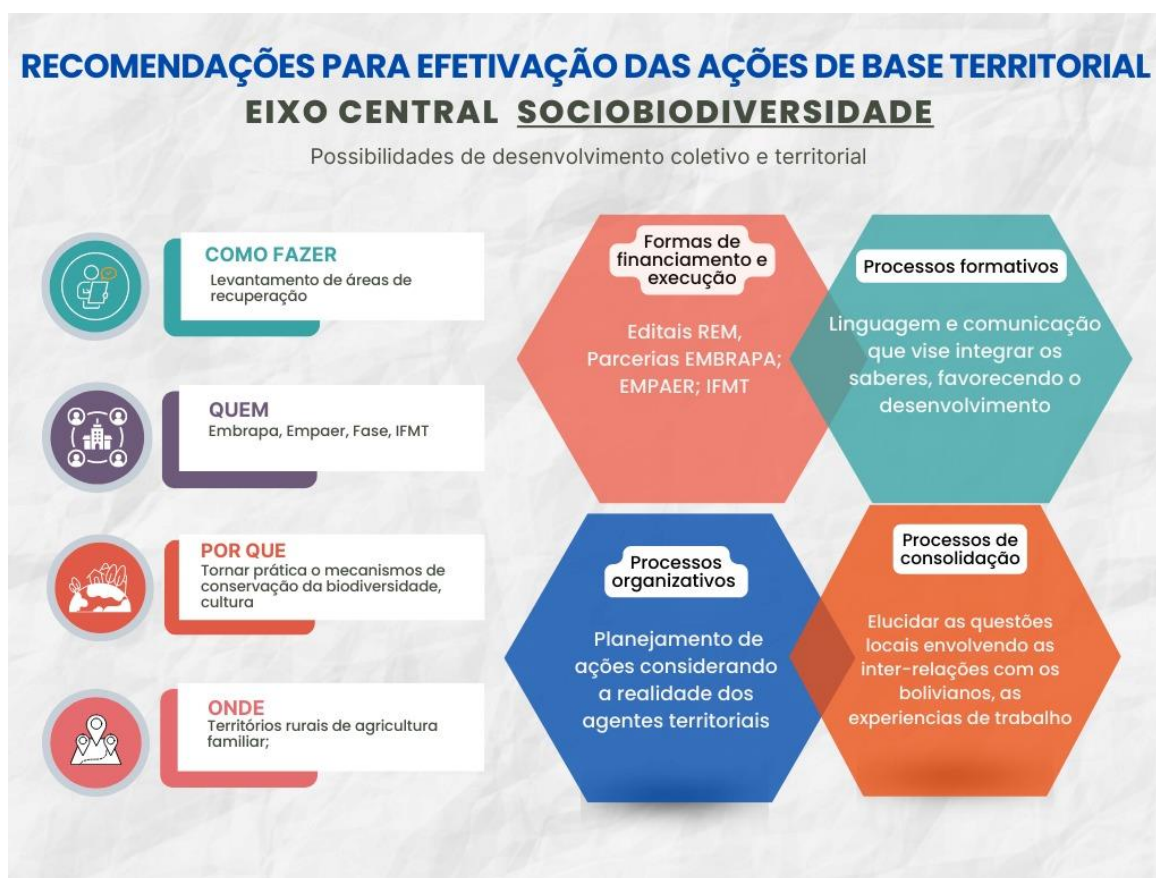 RECOMENDAÇÕES PARA EFETIVAÇÃO DAS AÇÕES DE BASE TERRITORIAL
EIXO CENTRAL SOCIOBIODIVERSIDADE
Possibilidades de desenvolvimento coletivo e territorial
COMO FAZER
Levantamento de áreas de
recuperação
QUEM
Embrapa, Empaer, Fase, IFMT
POR QUE
Tornar prática o mecanismos de
conservação da biodiversidade,
cultura
ONDE
Territórios rurais de agricultura
familiar;
Formas de
financiamento e
execução
Editais REM,
Parcerias EMBRAPA;
EMPAER; IFMT
Processos formativos
Linguagem e comunicação
que vise integrar os
saberes, favorecendo o
desenvolvimento
Processos
organizativos
Planejamento de
ações considerando
a realidade dos
agentes territoriais
Processos de
consolidação
Elucidar as questões
locais envolvendo as
inter-relações com os
bolivianos, as
experiencias de trabalho